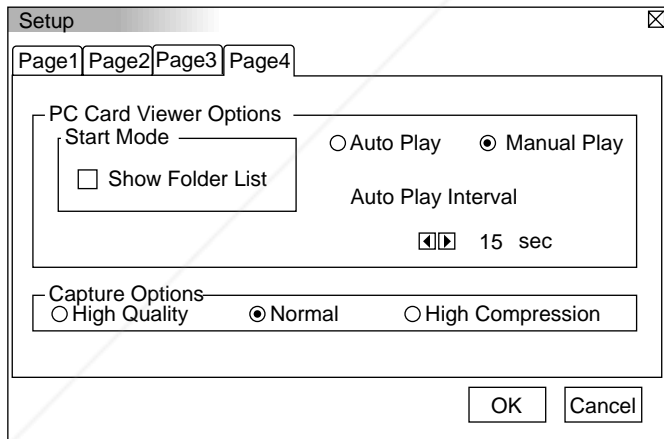 Setup
Page1 Page2 Page3 Page4
PC Card Viewer Options
Start Mode
Show Folder List
Auto Play Manual Play
Auto Play Interval
15 sec
Capture Options
High Quality Normal High Compression
OK Cancel